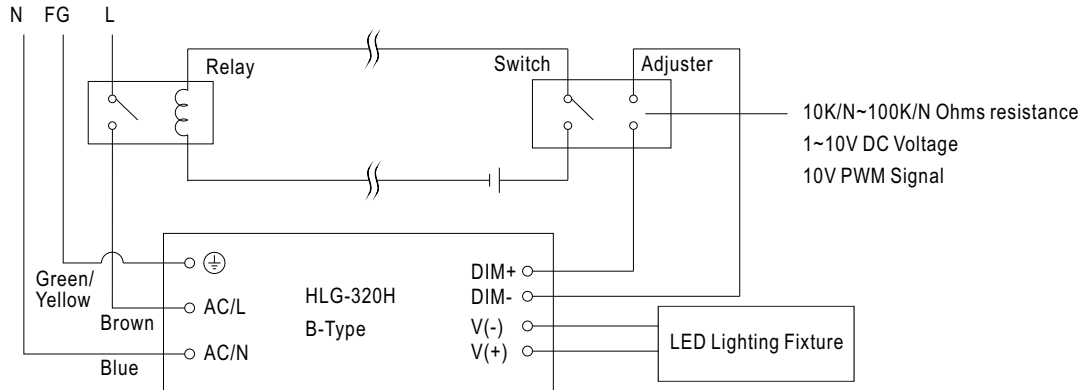 N FG L
Relay
Switch
Adjuster
10K/N~100K/N Ohms resistance
1~10V DC Voltage
10V PWM Signal
Green/
Yellow
Brown
Blue
AC/L
AC/N
HLG-320H
B-Type
DIM+
DIM-
V(-)
V(+)
LED Lighting Fixture